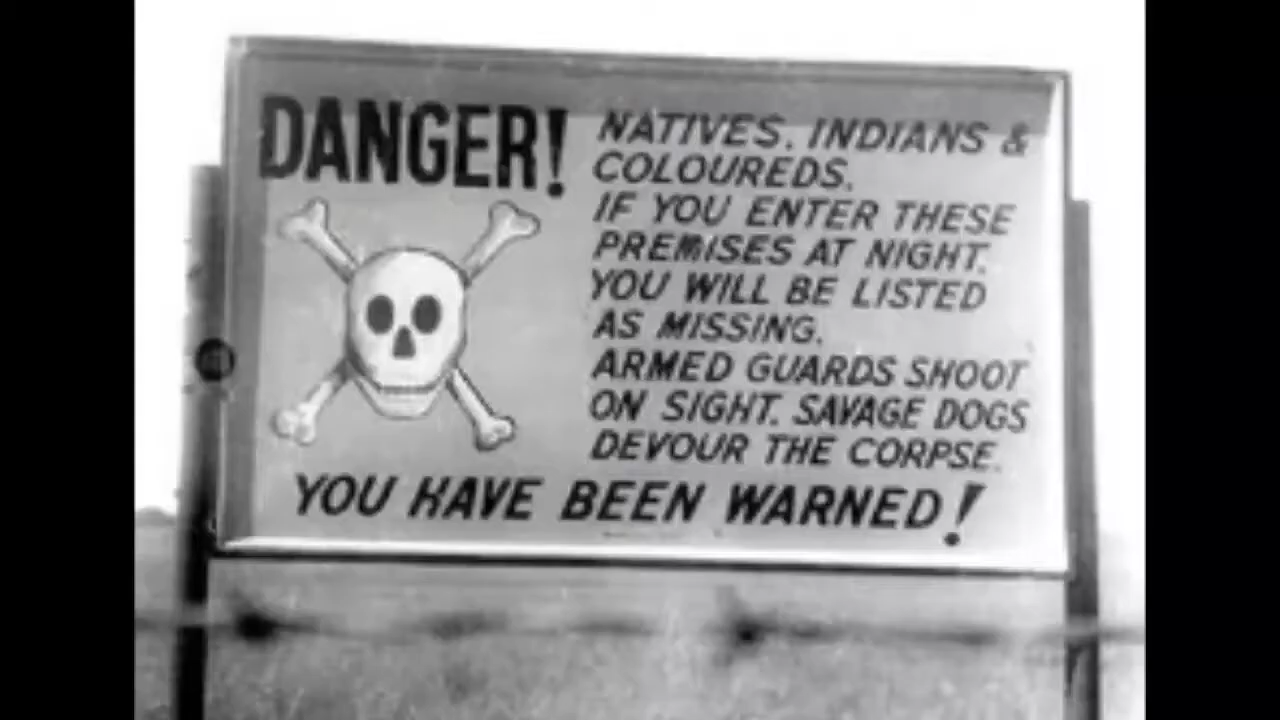 DANGER!
NATIVES. INDIANS &
COLOUREDS.
IF YOU ENTER THESE
PREMISES AT NIGHT.
YOU WILL BE LISTED
AS MISSING.
ARMED GUARDS SHOOT
ON SIGHT. SAVAGE DOGS
DEVOUR THE CORPSE.
YOU HAVE BEEN WARNED!